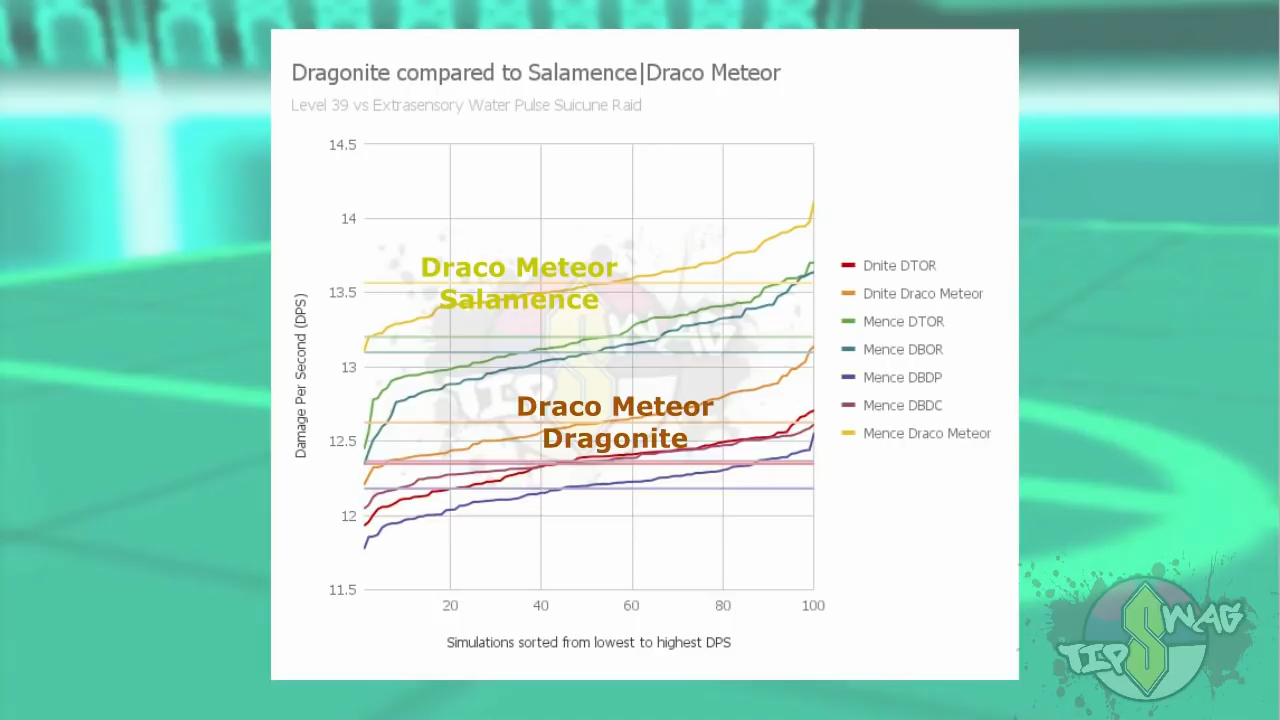 Dragonite compared to Salamence|Draco Meteor
Level 39 vs Extrasensory Water Pulse Suicune Raid
14.5
14
13.5
13
12.5
12
11.5
Damage Per Second (DPS)
Draco Meteor
Salamence
Draco Meteor
Dragonite
20
40
60
80
100
Simulations sorted from lowest to highest DPS
Dnite DTOR
Dnite Draco Meteor
Mence DTOR
Mence DBOR
Mence DBDP
Mence DBDC
Mence Draco Meteor
TIP SWAG
TIP SWAG